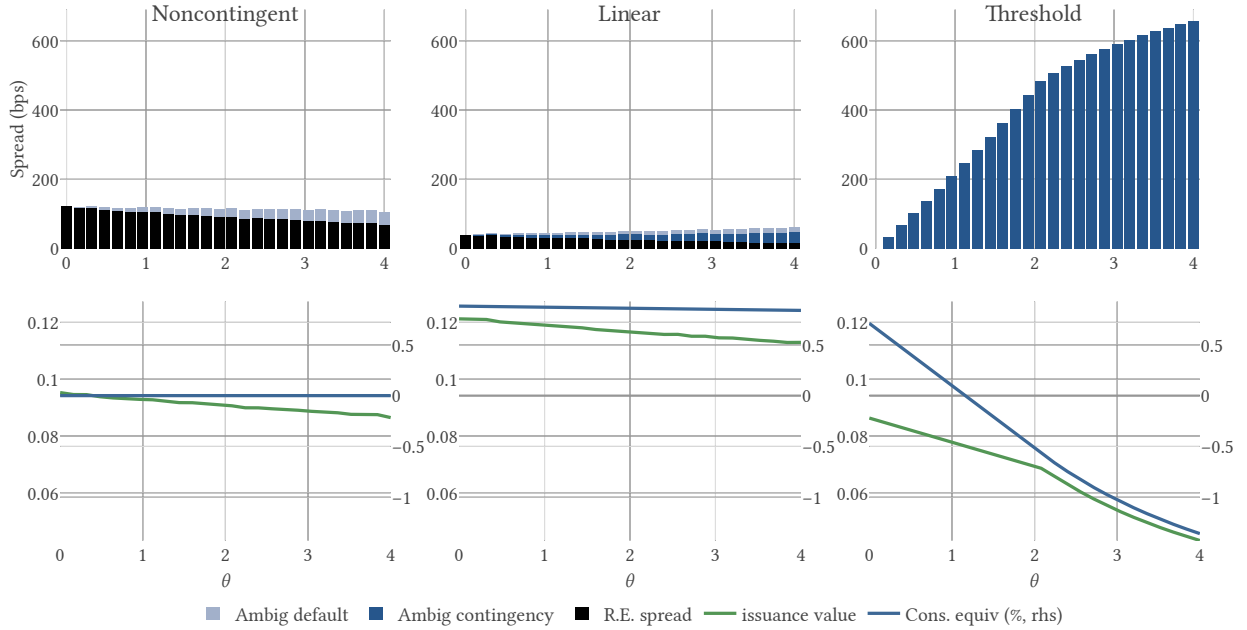 Noncontingent Linear Threshold
Spread (bps)
600 600 600
400 400 400
200 200 200
0 0 0
0 1 2 3 4 0 1 2 3 4 0 1 2 3 4
0.12 0.12 0.12
0.5 0.5 0.5
0.1 0.1 0.1
0 0 0
0.08 0.08 0.08
−0.5 −0.5 −0.5
0.06 0.06 0.06
−1 −1 −1
0 1 2 3 4 0 1 2 3 4 0 1 2 3 4
θ θ θ
Ambig default Ambig contingency R.E. spread issuance value Cons. equiv (%, rhs)